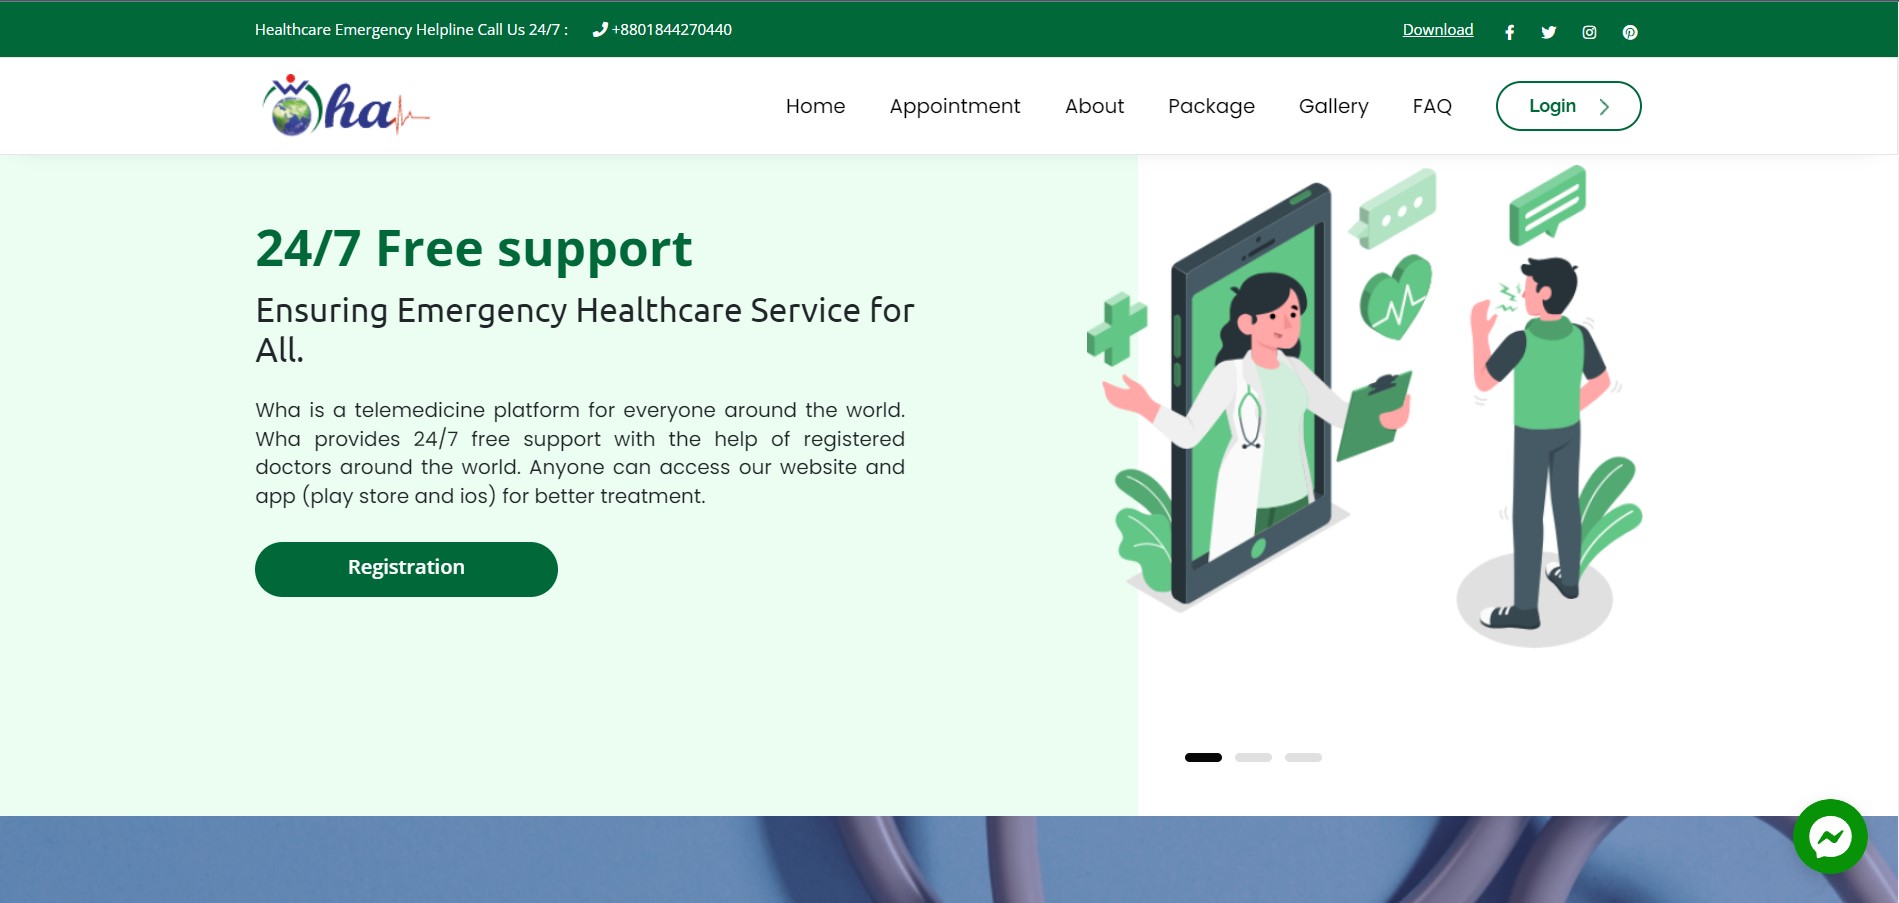 Healthcare Emergency Helpline Call Us 24/7 : +8801844270440 Download
Wha Home Appointment About Package Gallery FAQ Login
24/7 Free support
Ensuring Emergency Healthcare Service for
All.
Wha is a telemedicine platform for everyone around the world.
Wha provides 24/7 free support with the help of registered
doctors around the world. Anyone can access our website and
app (play store and ios) for better treatment.
Registration